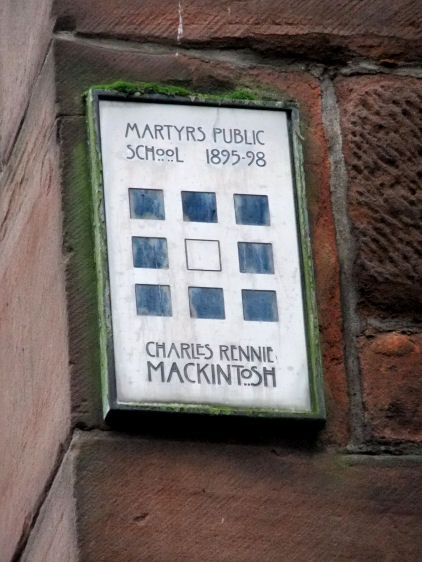 MARTYRS PUBLIC
SCHOOL 1895-98
CHARLES RENNIE
MACKINTOSH